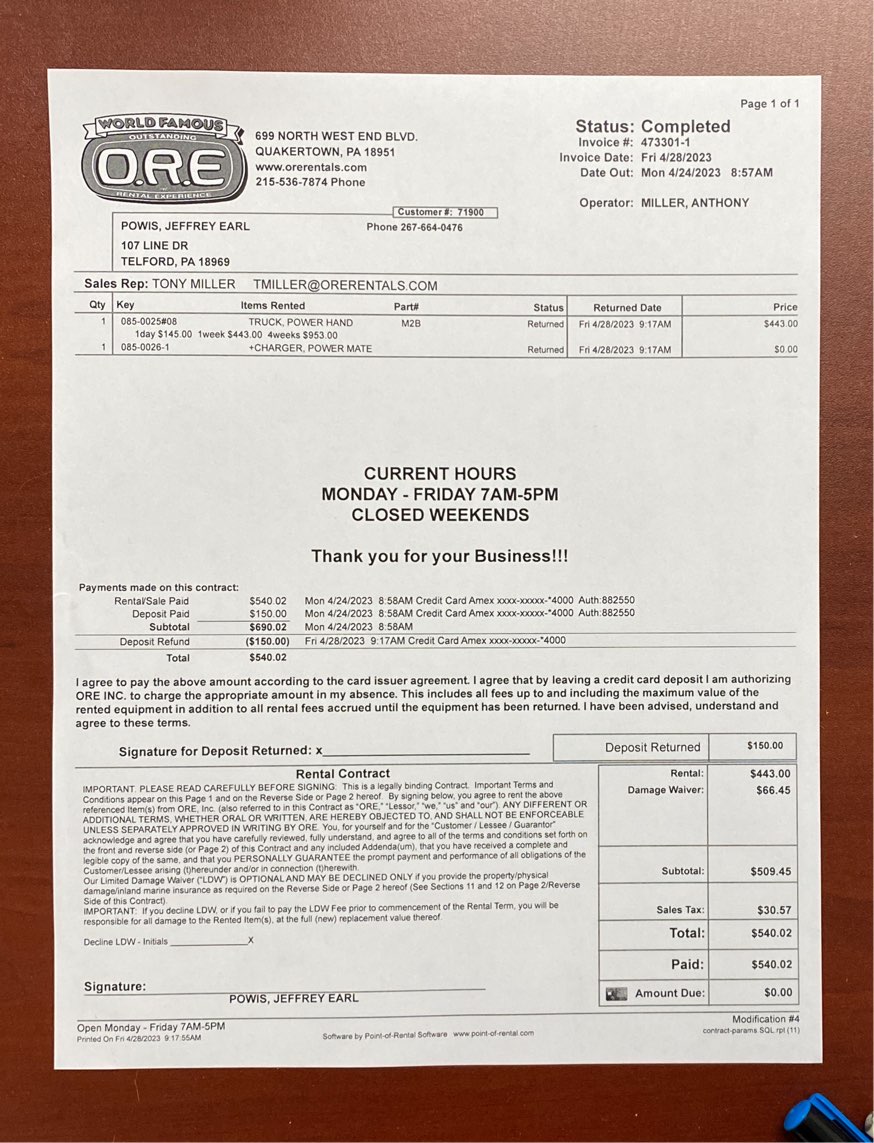 Page 1 of 1
WORLD FAMOUS
OUTSTANDING
O.R.E
RENTAL EXPERIENCE
699 NORTH WEST END BLVD.
QUAKERTOWN, PA 18951
www.orerentals.com
215-536-7874 Phone
Status: Completed
Invoice #: 473301-1
Invoice Date: Fri 4/28/2023
Date Out: Mon 4/24/2023 8:57AM
Operator: MILLER, ANTHONY
Customer #: 71900
POWIS, JEFFREY EARL Phone 267-664-0476
107 LINE DR
TELFORD, PA 18969
Sales Rep: TONY MILLER TMILLER@ORERENTALS.COM
Qty Key Items Rented Part# Status Returned Date Price
1 085-0025#08 TRUCK, POWER HAND M2B Returned Fri 4/28/2023 9:17AM $443.00
1day $145.00 1week $443.00 4weeks $953.00
1 085-0026-1 +CHARGER, POWER MATE Returned Fri 4/28/2023 9:17AM $0.00
CURRENT HOURS
MONDAY - FRIDAY 7AM-5PM
CLOSED WEEKENDS
Thank you for your Business!!!
Payments made on this contract:
Rental/Sale Paid $540.02 Mon 4/24/2023 8:58AM Credit Card Amex xxxx-xxxxx-*4000 Auth:882550
Deposit Paid $150.00 Mon 4/24/2023 8:58AM Credit Card Amex xxxx-xxxxx-*4000 Auth:882550
Subtotal $690.02 Mon 4/24/2023 8:58AM
Deposit Refund ($150.00) Fri 4/28/2023 9:17AM Credit Card Amex xxxx-xxxxx-*4000
Total $540.02
I agree to pay the above amount according to the card issuer agreement. I agree that by leaving a credit card deposit I am authorizing
ORE INC. to charge the appropriate amount in my absence. This includes all fees up to and including the maximum value of the
rented equipment in addition to all rental fees accrued until the equipment has been returned. I have been advised, understand and
agree to these terms.
Signature for Deposit Returned: x
Deposit Returned $150.00
Rental Contract
IMPORTANT. PLEASE READ CAREFULLY BEFORE SIGNING: This is a legally binding Contract. Important Terms and
Conditions appear on this Page 1 and on the Reverse Side or Page 2 hereof. By signing below, you agree to rent the above
referenced Item(s) from ORE, Inc. (also referred to in this Contract as "ORE," "Lessor," "we," "us" and "our"). ANY DIFFERENT OR
ADDITIONAL TERMS, WHETHER ORAL OR WRITTEN, ARE HEREBY OBJECTED TO, AND SHALL NOT BE ENFORCEABLE
UNLESS SEPARATELY APPROVED IN WRITING BY ORE. You, for yourself and for the "Customer / Lessee / Guarantor"
acknowledge and agree that you have carefully reviewed, fully understand, and agree to all of the terms and conditions set forth on
the front and reverse side (or Page 2) of this Contract and any included Addenda(um), that you have received a complete and
legible copy of the same, and that you PERSONALLY GUARANTEE the prompt payment and performance of all obligations of the
Customer/Lessee arising (t)hereunder and/or in connection (t)herewith.
Our Limited Damage Waiver ("LDW") is OPTIONAL AND MAY BE DECLINED ONLY if you provide the property/physical
damage/inland marine insurance as required on the Reverse Side or Page 2 hereof (See Sections 11 and 12 on Page 2/Reverse
Side of this Contract).
IMPORTANT: If you decline LDW, or if you fail to pay the LDW Fee prior to commencement of the Rental Term, you will be
responsible for all damage to the Rented Item(s), at the full (new) replacement value thereof.
Decline LDW - Initials X
Signature:
POWIS, JEFFREY EARL
Rental: $443.00
Damage Waiver: $66.45
Subtotal: $509.45
Sales Tax: $30.57
Total: $540.02
Paid: $540.02
Amount Due: $0.00
Open Monday - Friday 7AM-5PM
Printed On Fri 4/28/2023 9:17:55AM
Software by Point-of-Rental Software www.point-of-rental.com
Modification #4
contract-params SQL.rpt (11)